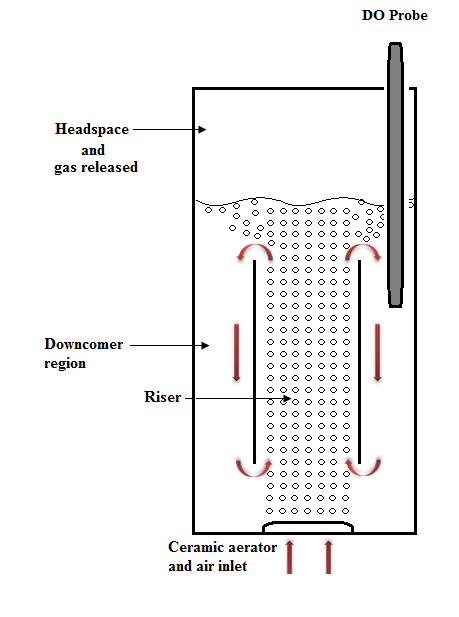 DO Probe
Headspace
and
gas released
Downcomer
region
Riser
Ceramic aerator
and air inlet